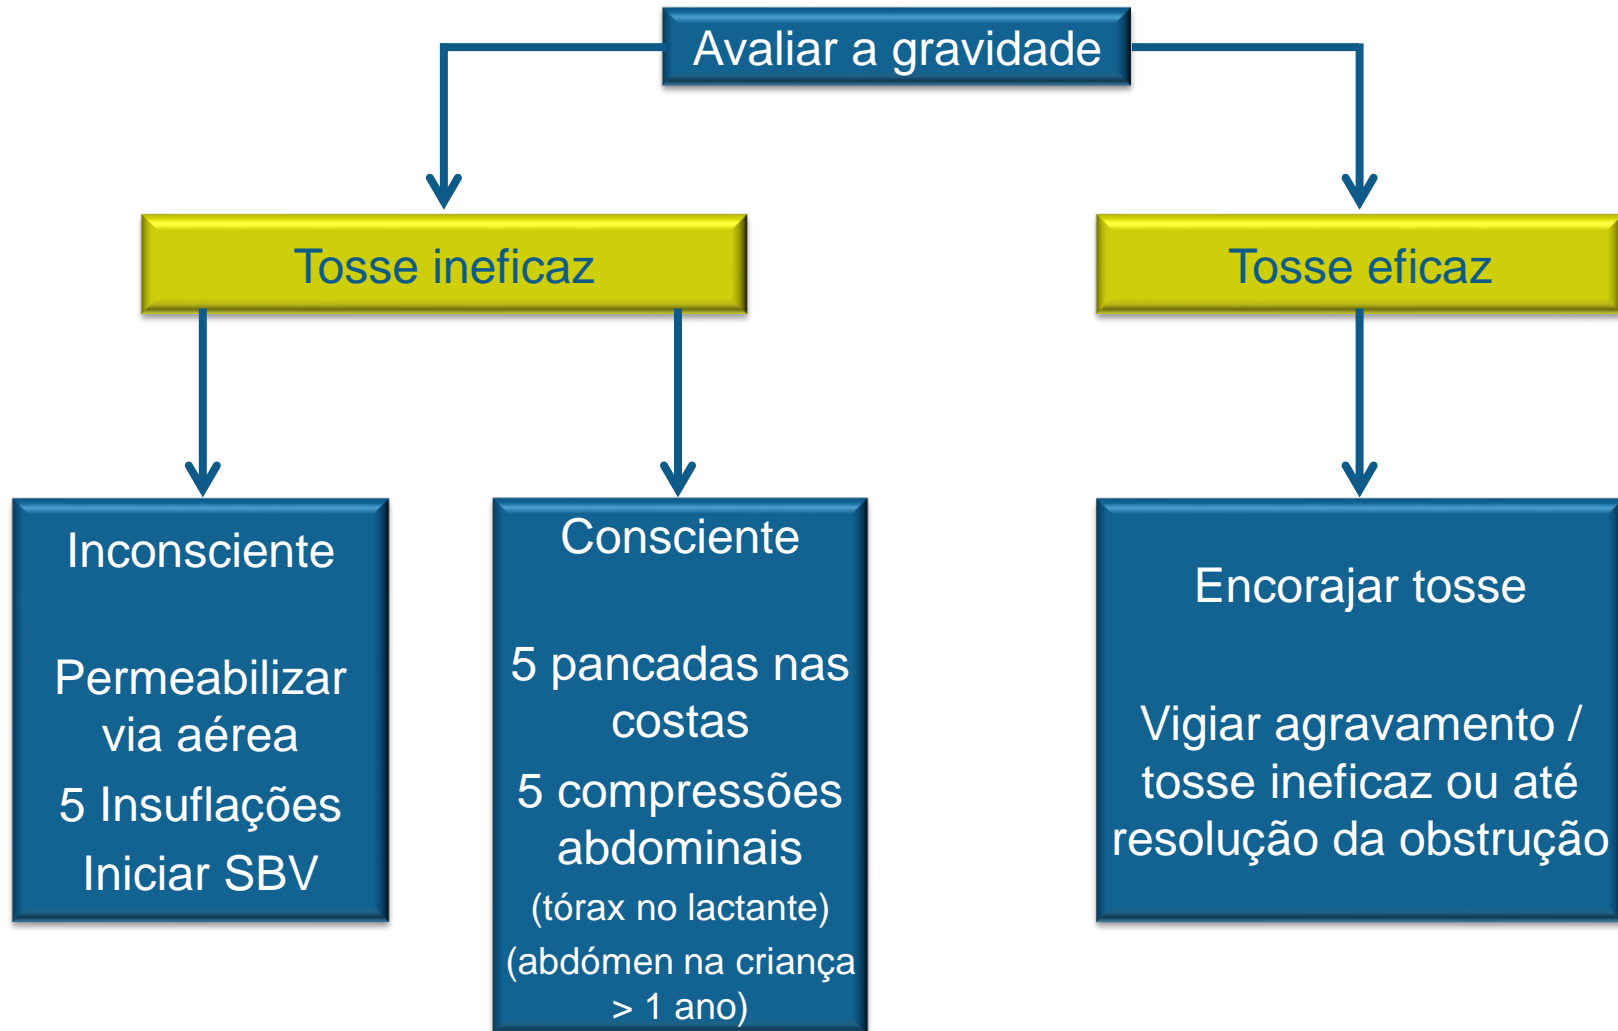 Avaliar a gravidade
Tosse ineficaz
Tosse eficaz
Inconsciente
Permeabilizar
via aérea
5 Insuflações
Iniciar SBV
Consciente
5 pancadas nas
costas
5 compressões
abdominais
(tórax no lactante)
(abdómen na criança
> 1 ano)
Encorajar tosse
Vigiar agravamento /
tosse ineficaz ou até
resolução da obstrução